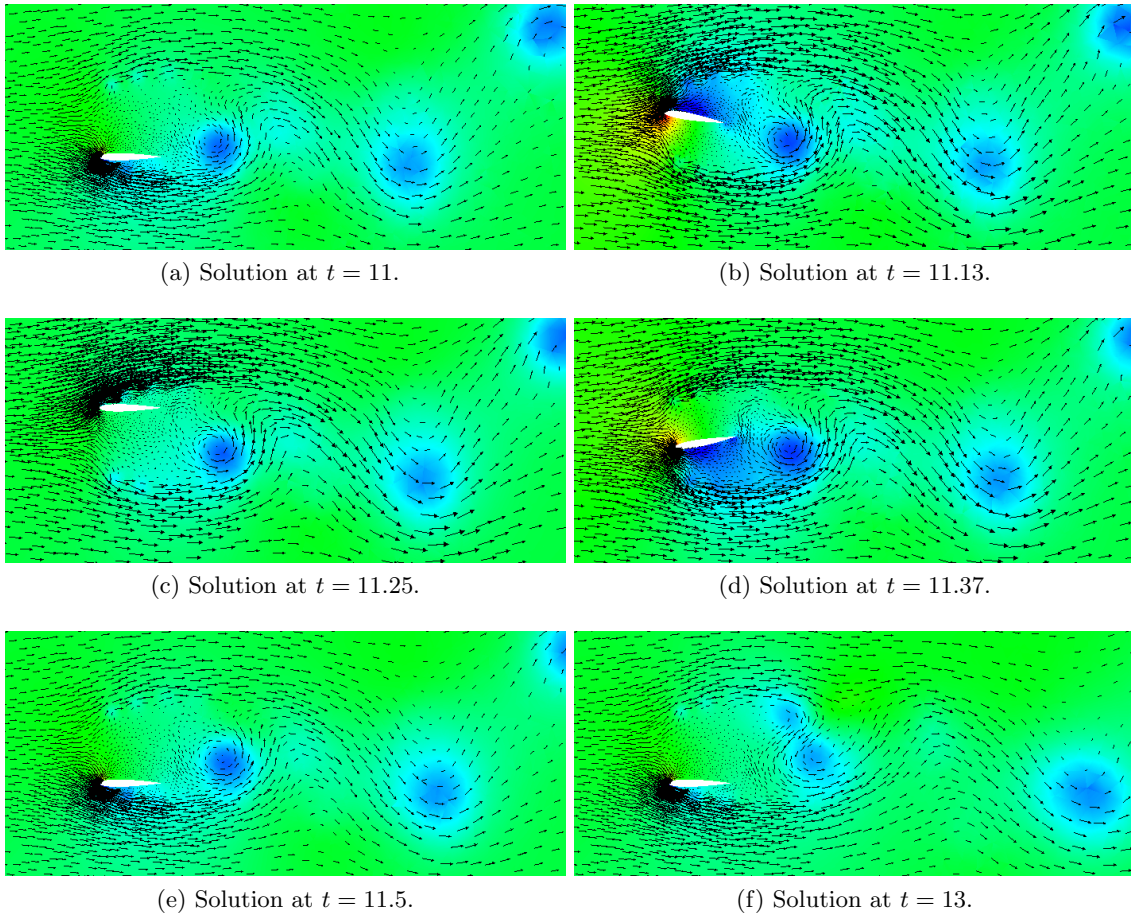 (a) Solution at t = 11.
(b) Solution at t = 11.13.
(c) Solution at t = 11.25.
(d) Solution at t = 11.37.
(e) Solution at t = 11.5.
(f) Solution at t = 13.